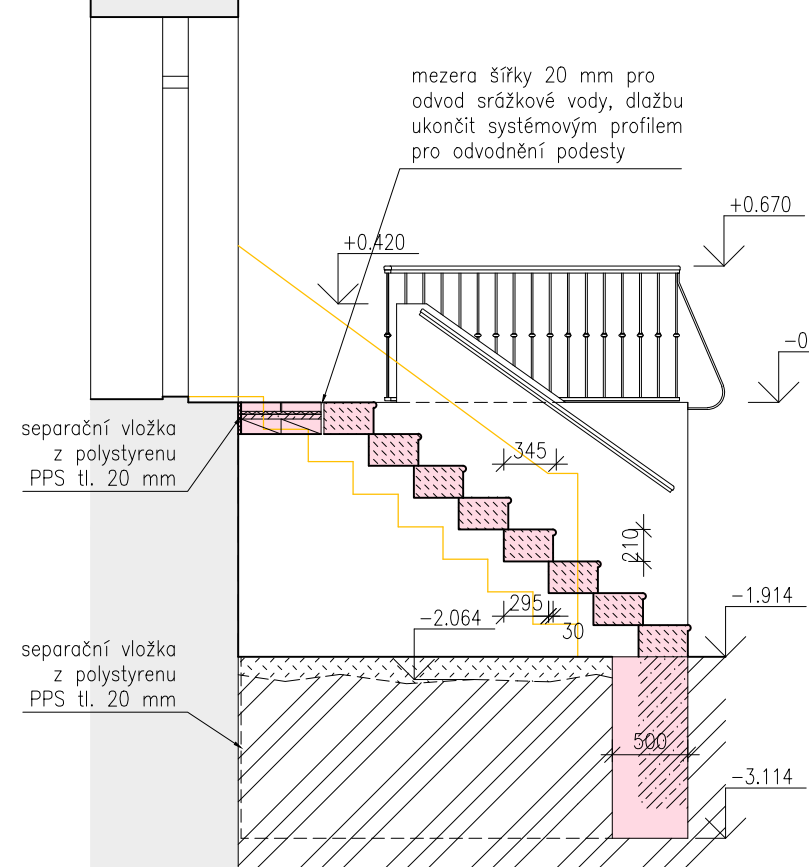 mezera šířky 20 mm pro
odvod srážkové vody, dlažbu
ukončit systémovým profilem
pro odvodnění podesty
+0.670
+0.420
-0
separační vložka
z polystyrenu
PPS tl. 20 mm
345
210
295
30
-2.064
-1.914
separační vložka
z polystyrenu
PPS tl. 20 mm
500
-3.114